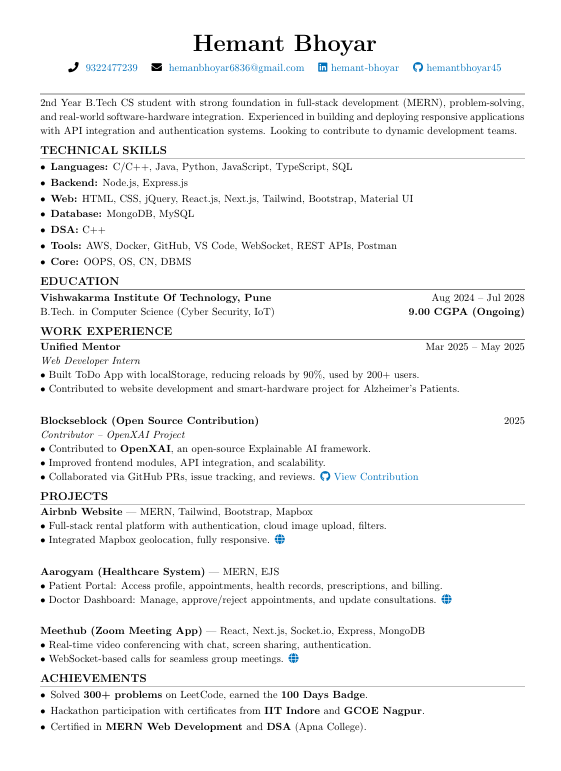 Hemant Bhoyar
9322477239 hemanbhoyar6836@gmail.com hemant-bhoyar hemantbhoyar45
2nd Year B.Tech CS student with strong foundation in full-stack development (MERN), problem-solving,
and real-world software-hardware integration. Experienced in building and deploying responsive applications
with API integration and authentication systems. Looking to contribute to dynamic development teams.
TECHNICAL SKILLS
• Languages: C/C++, Java, Python, JavaScript, TypeScript, SQL
• Backend: Node.js, Express.js
• Web: HTML, CSS, jQuery, React.js, Next.js, Tailwind, Bootstrap, Material UI
• Database: MongoDB, MySQL
• DSA: C++
• Tools: AWS, Docker, GitHub, VS Code, WebSocket, REST APIs, Postman
• Core: OOPS, OS, CN, DBMS
EDUCATION
Vishwakarma Institute Of Technology, Pune Aug 2024 – Jul 2028
B.Tech. in Computer Science (Cyber Security, IoT) 9.00 CGPA (Ongoing)
WORK EXPERIENCE
Unified Mentor Mar 2025 – May 2025
Web Developer Intern
• Built ToDo App with localStorage, reducing reloads by 90%, used by 200+ users.
• Contributed to website development and smart-hardware project for Alzheimer's Patients.
Blockseblock (Open Source Contribution) 2025
Contributor – OpenXAI Project
• Contributed to OpenXAI, an open-source Explainable AI framework.
• Improved frontend modules, API integration, and scalability.
• Collaborated via GitHub PRs, issue tracking, and reviews. View Contribution
PROJECTS
Airbnb Website — MERN, Tailwind, Bootstrap, Mapbox
• Full-stack rental platform with authentication, cloud image upload, filters.
• Integrated Mapbox geolocation, fully responsive.
Aarogyam (Healthcare System) — MERN, EJS
• Patient Portal: Access profile, appointments, health records, prescriptions, and billing.
• Doctor Dashboard: Manage, approve/reject appointments, and update consultations.
Meethub (Zoom Meeting App) — React, Next.js, Socket.io, Express, MongoDB
• Real-time video conferencing with chat, screen sharing, authentication.
• WebSocket-based calls for seamless group meetings.
ACHIEVEMENTS
• Solved 300+ problems on LeetCode, earned the 100 Days Badge.
• Hackathon participation with certificates from IIT Indore and GCOE Nagpur.
• Certified in MERN Web Development and DSA (Apna College).